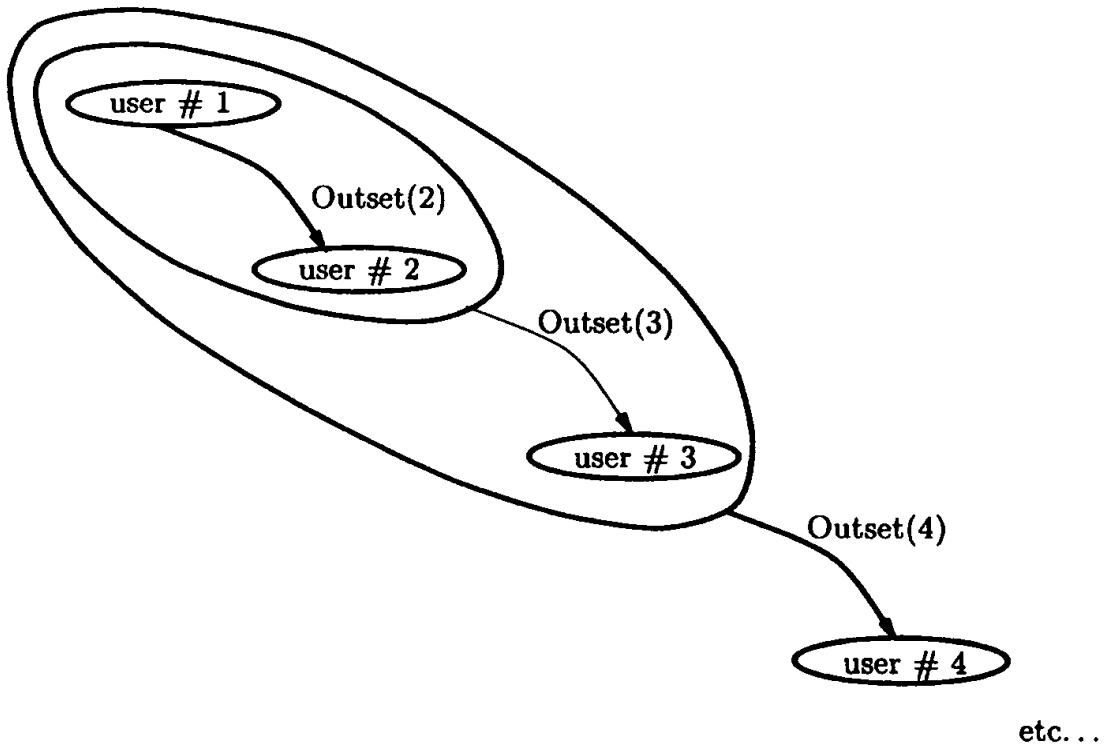 user # 1
Outset(2)
user # 2
Outset(3)
user # 3
Outset(4)
user # 4
etc...